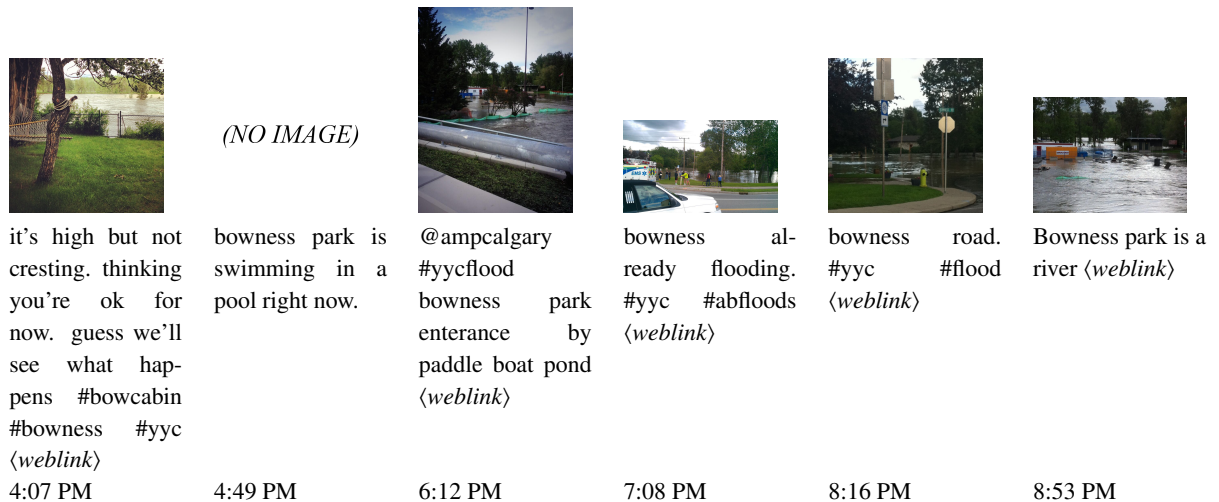 (NO IMAGE)
it's high but not
cresting. thinking
you're ok for
now. guess we'll
see what hap-
pens #bowcabin
#bowness #yyc
⟨weblink⟩
4:07 PM
bowness park is
swimming in a
pool right now.
4:49 PM
@ampcalgary
#yycflood
bowness park
enterance by
paddle boat pond
⟨weblink⟩
6:12 PM
EMS
bowness al-
ready flooding.
#yyc #abfloods
⟨weblink⟩
7:08 PM
bowness road.
#yyc #flood
⟨weblink⟩
8:16 PM
Bowness park is a
river ⟨weblink⟩
8:53 PM